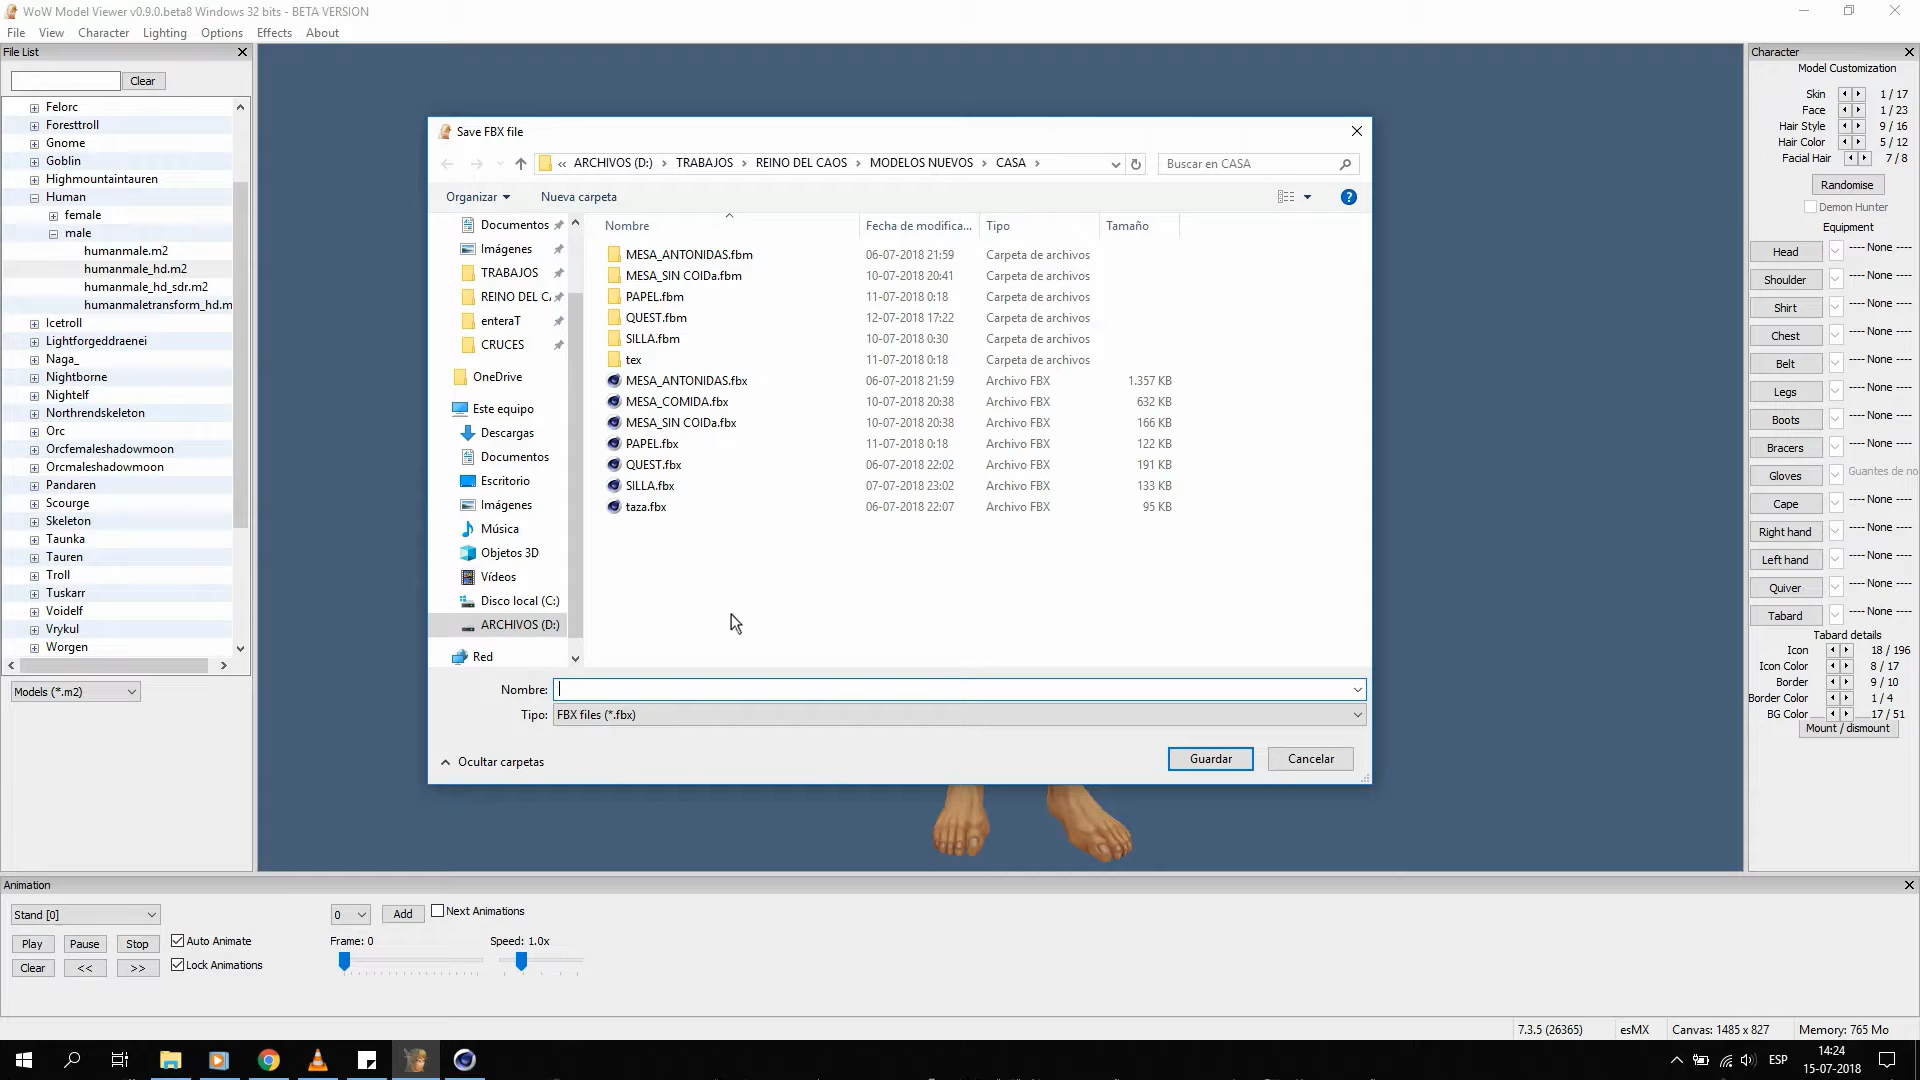 WoW Model Viewer v0.9.0.beta8 Windows 32 bits - BETA VERSION
File View Character Lighting Options Effects About
File List
Clear
Felorc
Foresttroll
Gnome
Goblin
Highmountaintauren
Human
female
male
humanmale.m2
humanmale_hd.m2
humanmale_hd_sdr.m2
humanmaletransform_hd.m
Icetroll
Lightforgeddraenei
Naga_
Nightborne
Nightelf
Northrendskeleton
Orc
Orcfemaleshadowmoon
Orcmaleshadowmoon
Pandaren
Scourge
Skeleton
Taunka
Tauren
Troll
Tuskarr
Voidelf
Vrykul
Worgen
Models (*.m2)
Save FBX file
« ARCHIVOS (D:) > TRABAJOS > REINO DEL CAOS > MODELOS NUEVOS > CASA >
Buscar en CASA
Organizar
Nueva carpeta
Documentos
Imágenes
TRABAJOS
REINO DEL CA
enteraT
CRUCES
OneDrive
Este equipo
Descargas
Documentos
Escritorio
Imágenes
Música
Objetos 3D
Vídeos
Disco local (C:)
ARCHIVOS (D:)
Red
Nombre Fecha de modifica... Tipo Tamaño
MESA_ANTONIDAS.fbm 06-07-2018 21:59 Carpeta de archivos
MESA_SIN COIDa.fbm 10-07-2018 20:41 Carpeta de archivos
PAPEL.fbm 11-07-2018 0:18 Carpeta de archivos
QUEST.fbm 12-07-2018 17:22 Carpeta de archivos
SILLA.fbm 10-07-2018 0:30 Carpeta de archivos
tex 11-07-2018 0:18 Carpeta de archivos
MESA_ANTONIDAS.fbx 06-07-2018 21:59 Archivo FBX 1.357 KB
MESA_COMIDA.fbx 10-07-2018 20:38 Archivo FBX 632 KB
MESA_SIN COIDa.fbx 10-07-2018 20:38 Archivo FBX 166 KB
PAPEL.fbx 11-07-2018 0:18 Archivo FBX 122 KB
QUEST.fbx 06-07-2018 22:02 Archivo FBX 191 KB
SILLA.fbx 07-07-2018 23:02 Archivo FBX 133 KB
taza.fbx 06-07-2018 22:07 Archivo FBX 95 KB
Nombre:
Tipo: FBX files (*.fbx)
Ocultar carpetas
Guardar
Cancelar
Character
Model Customization
Skin 1 / 17
Face 1 / 23
Hair Style 9 / 16
Hair Color 5 / 12
Facial Hair 7 / 8
Randomise
Demon Hunter
Equipment
Head ---- None ----
Shoulder ---- None ----
Shirt ---- None ----
Chest ---- None ----
Belt ---- None ----
Legs ---- None ----
Boots ---- None ----
Bracers ---- None ----
Gloves Guantes de no
Cape ---- None ----
Right hand ---- None ----
Left hand ---- None ----
Quiver ---- None ----
Tabard ---- None ----
Tabard details
Icon 18 / 196
Icon Color 8 / 17
Border 9 / 10
Border Color 1 / 4
BG Color 17 / 51
Mount / dismount
Animation
Stand [0]
0
Add
Next Animations
Play
Pause
Stop
Auto Animate
Frame: 0
Speed: 1.0x
Clear
<<
>>
Lock Animations
7.3.5 (26365) esMX Canvas: 1485 x 827 Memory: 765 Mo
ESP
14:24
15-07-2018